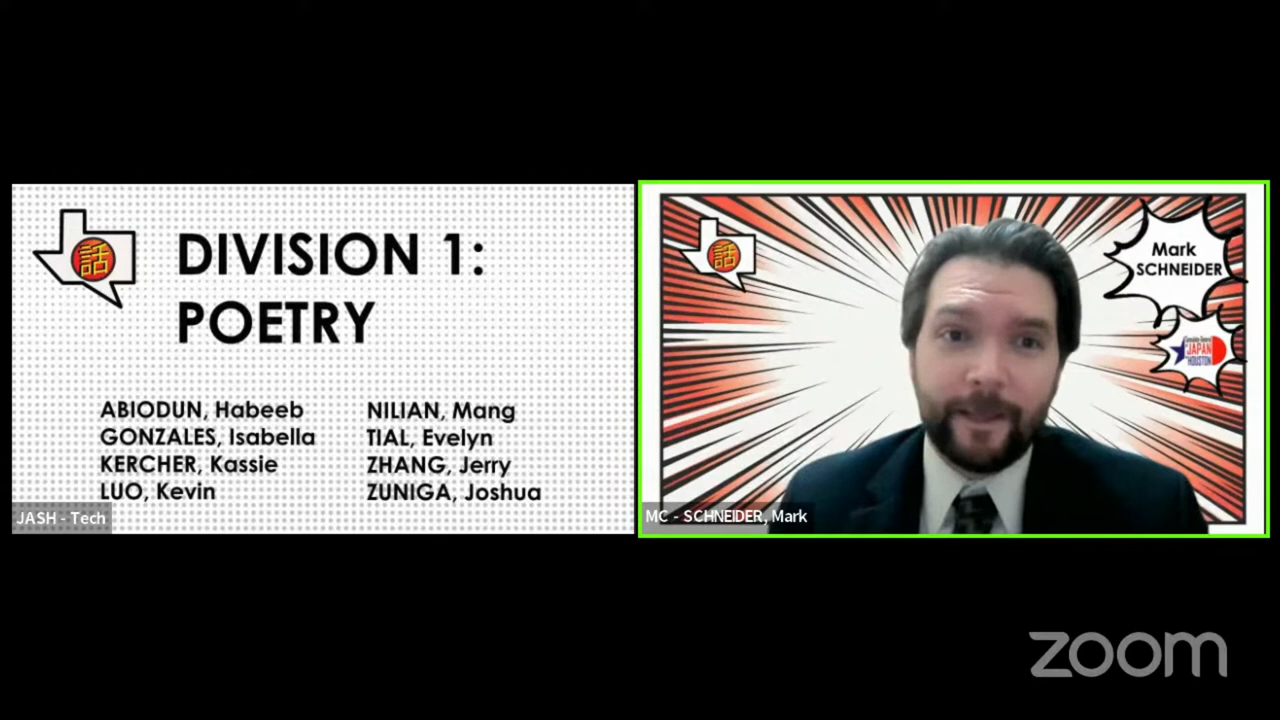 話
DIVISION 1:
POETRY
ABIODUN, Habeeb
GONZALES, Isabella
KERCHER, Kassie
LUO, Kevin
NILIAN, Mang
TIAL, Evelyn
ZHANG, Jerry
ZUNIGA, Joshua
JASH - Tech
話
Mark
SCHNEIDER
JAPAN
HOUSTON
MC - SCHNEIDER, Mark
zoom